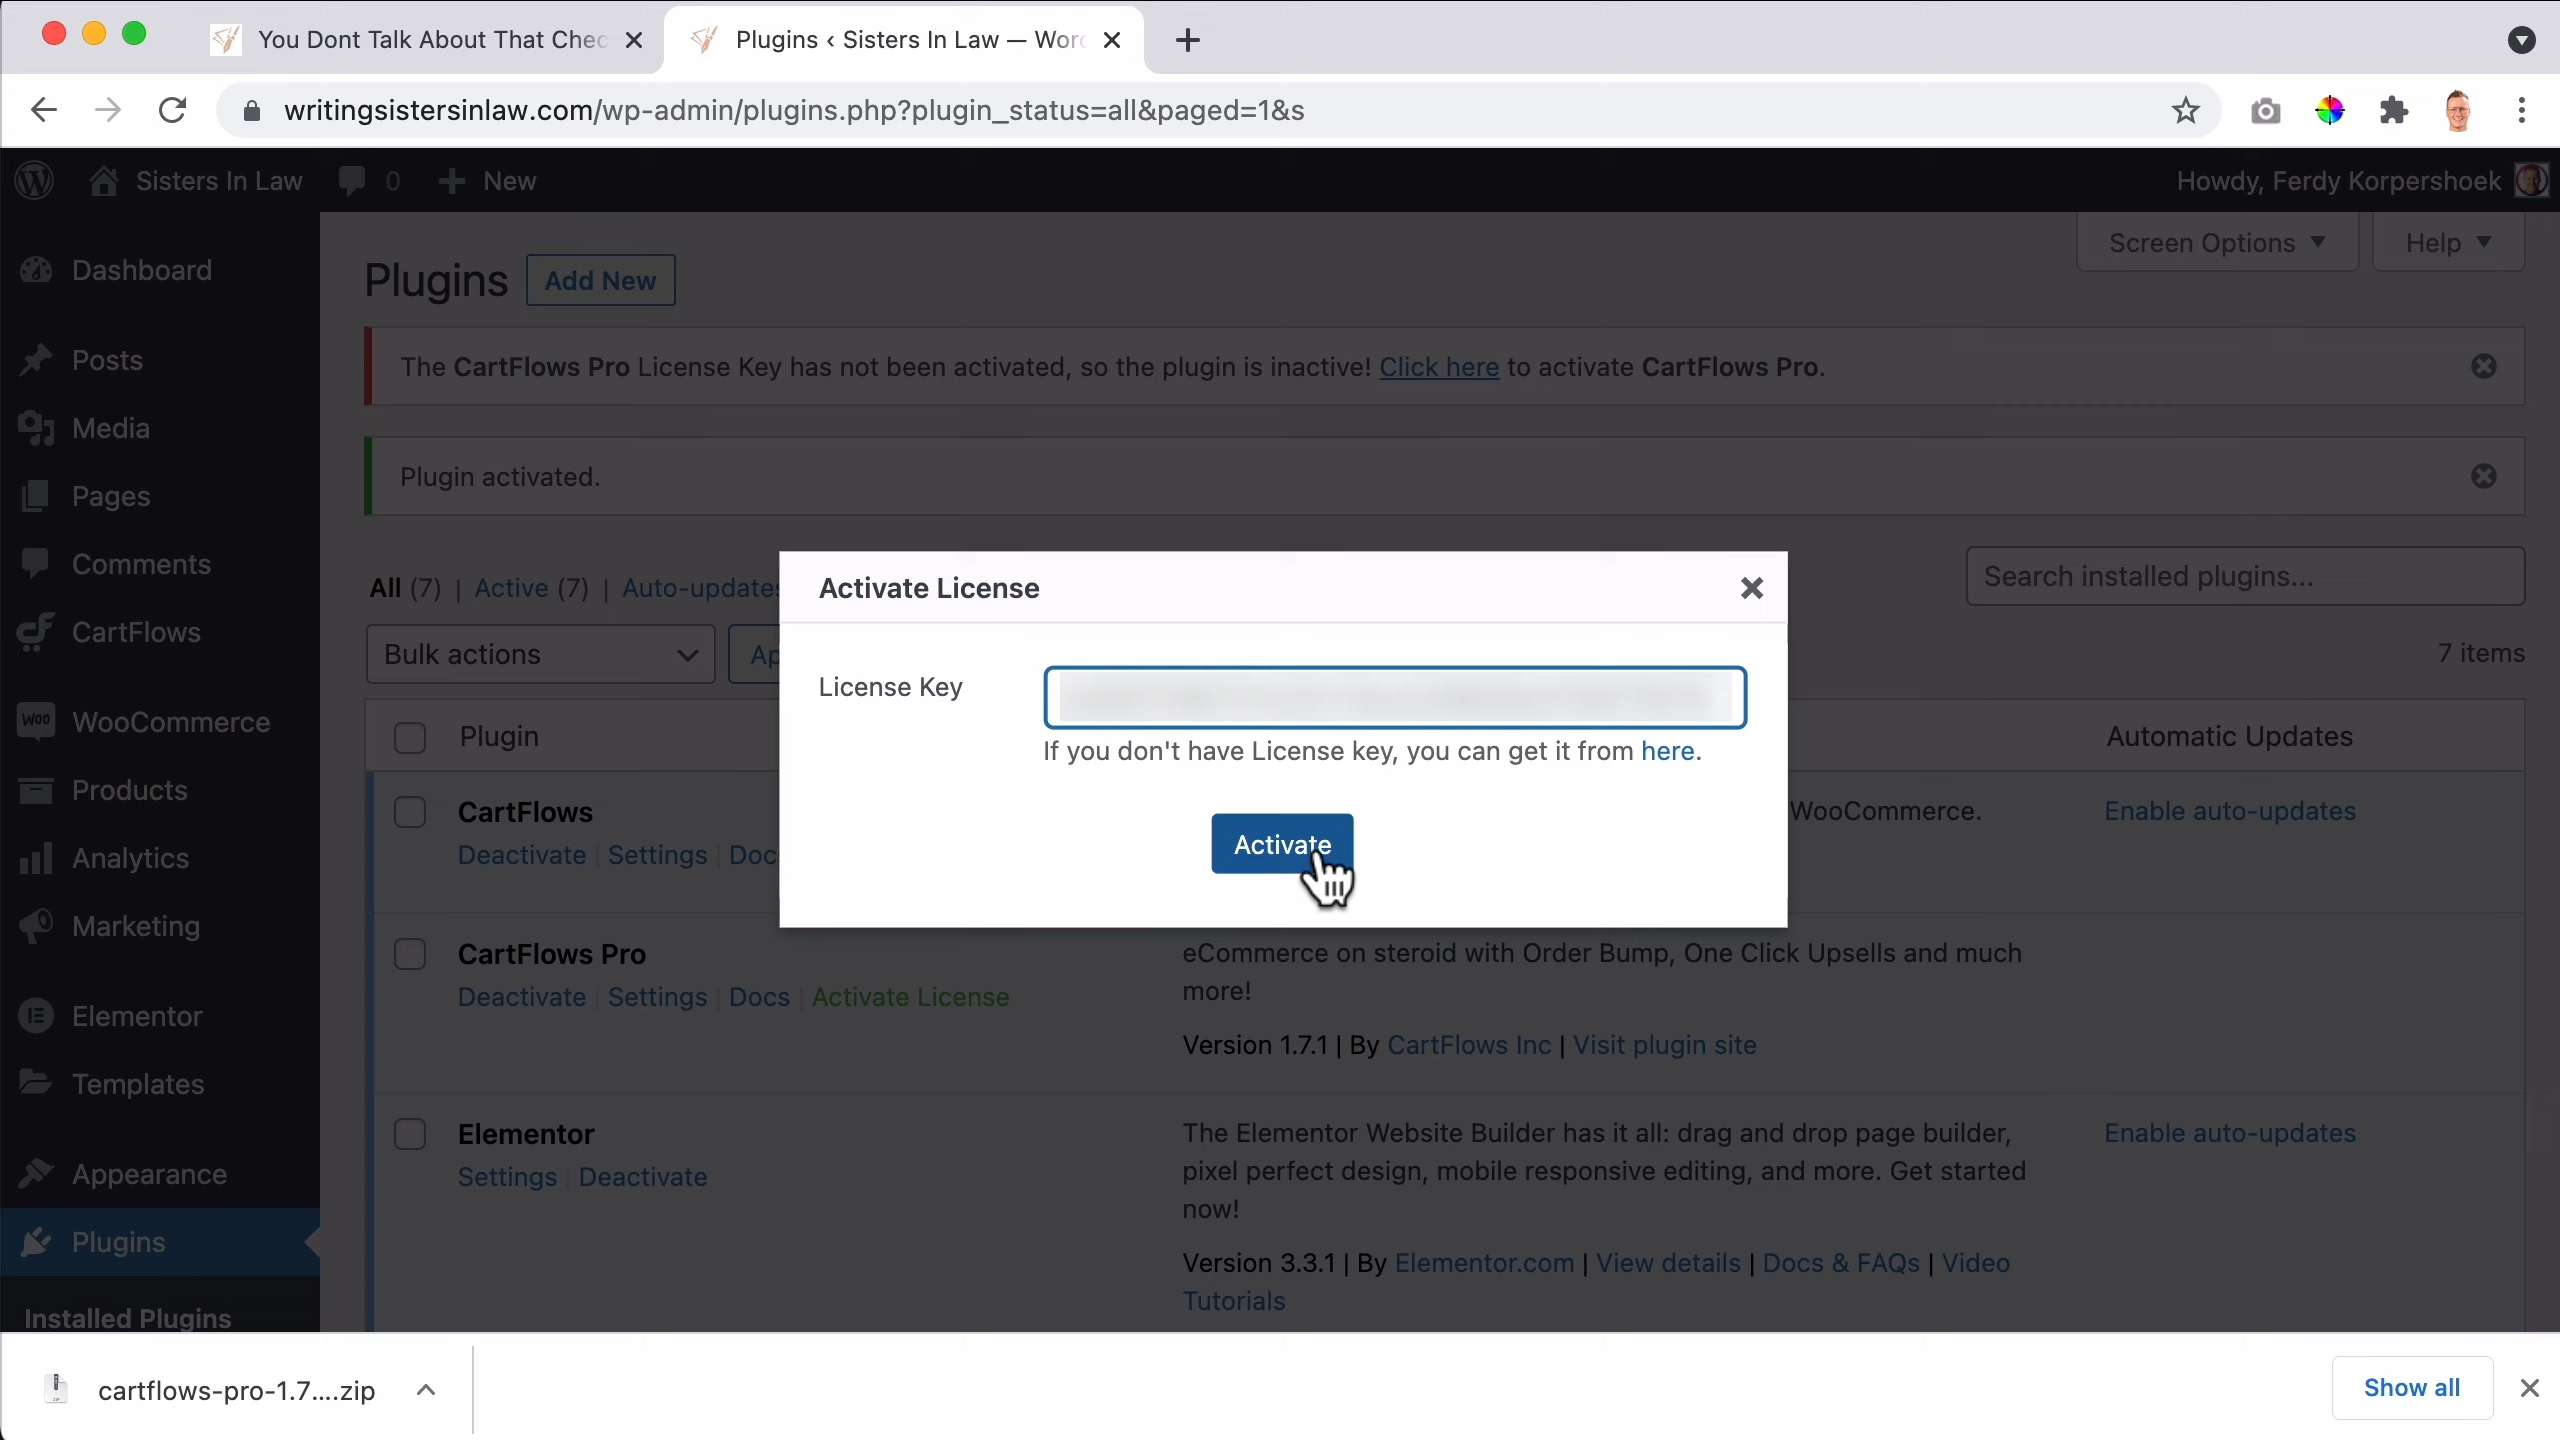 You Dont Talk About That Chec
Plugins ‹ Sisters In Law — Word
writingsistersinlaw.com/wp-admin/plugins.php?plugin_status=all&paged=1&s
Sisters In Law
0
New
Howdy, Ferdy Korpershoek
Dashboard
Posts
Media
Pages
Comments
CartFlows
Woo
WooCommerce
Products
Analytics
Marketing
Elementor
Templates
Appearance
Plugins
Installed Plugins
Screen Options
Help
Plugins
Add New
The CartFlows Pro License Key has not been activated, so the plugin is inactive! Click here to activate CartFlows Pro.
Plugin activated.
All (7) | Active (7) | Auto-updates
Search installed plugins...
Bulk actions
Ap
7 items
Activate License
License Key
If you don't have License key, you can get it from here.
Activate
Plugin
Automatic Updates
CartFlows
WooCommerce.
Enable auto-updates
Deactivate | Settings | Docs
CartFlows Pro
Deactivate | Settings | Docs | Activate License
eCommerce on steroid with Order Bump, One Click Upsells and much
more!
Version 1.7.1 | By CartFlows Inc | Visit plugin site
Elementor
Settings | Deactivate
The Elementor Website Builder has it all: drag and drop page builder,
pixel perfect design, mobile responsive editing, and more. Get started
now!
Enable auto-updates
Version 3.3.1 | By Elementor.com | View details | Docs & FAQs | Video
Tutorials
cartflows-pro-1.7....zip
Show all